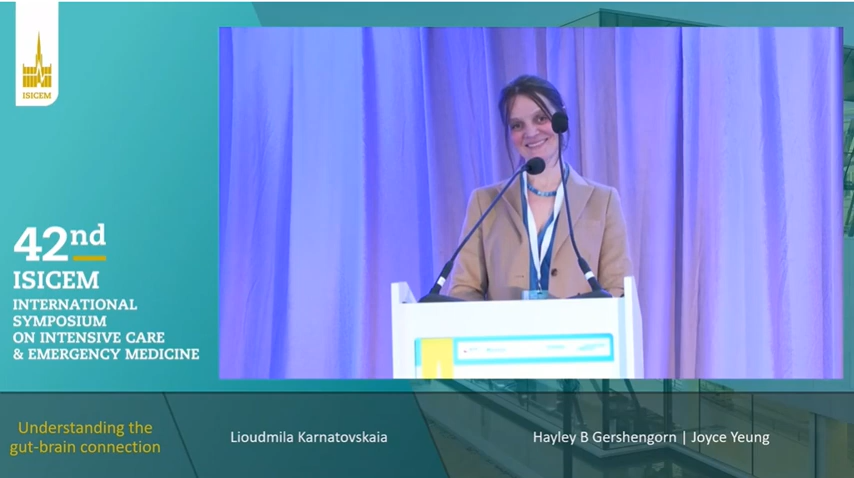 ISICEM
42nd
ISICEM
INTERNATIONAL
SYMPOSIUM
ON INTENSIVE CARE
& EMERGENCY MEDICINE
Understanding the
gut-brain connection
Lioudmila Karnatovskaia
Hayley B Gershengorn | Joyce Yeung